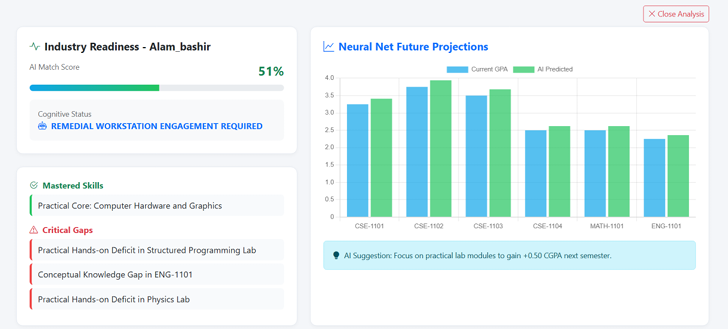 Close Analysis
Industry Readiness - Alam_bashir
AI Match Score
51%
Cognitive Status
REMEDIAL WORKSTATION ENGAGEMENT REQUIRED
Mastered Skills
Practical Core: Computer Hardware and Graphics
Critical Gaps
Practical Hands-on Deficit in Structured Programming Lab
Conceptual Knowledge Gap in ENG-1101
Practical Hands-on Deficit in Physics Lab
Neural Net Future Projections
Current GPA AI Predicted
4.0
3.5
3.0
2.5
2.0
1.5
1.0
0.5
0
CSE-1101 CSE-1102 CSE-1103 CSE-1104 MATH-1101 ENG-1101
AI Suggestion: Focus on practical lab modules to gain +0.50 CGPA next semester.